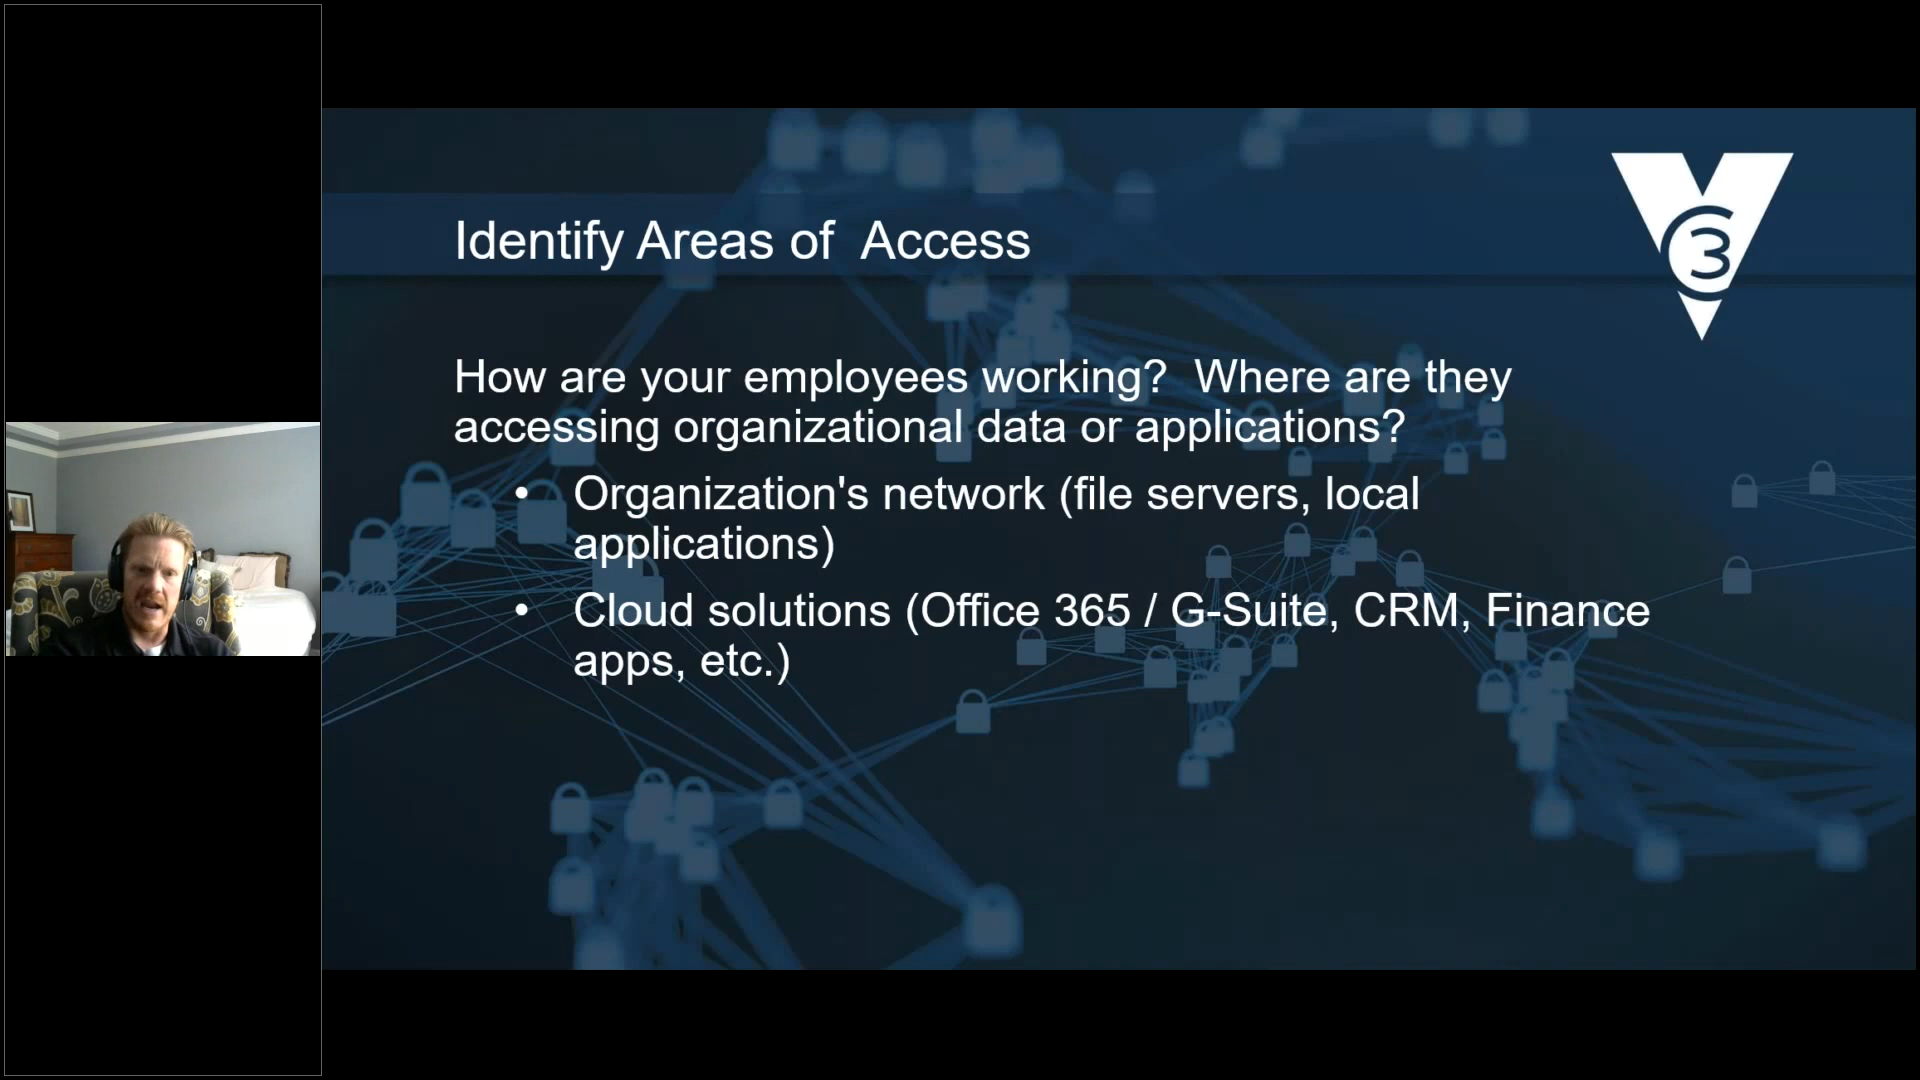 Identify Areas of  Access
V3
How are your employees working?  Where are they
accessing organizational data or applications?
• Organization's network (file servers, local
applications)
• Cloud solutions (Office 365 / G-Suite, CRM, Finance
apps, etc.)